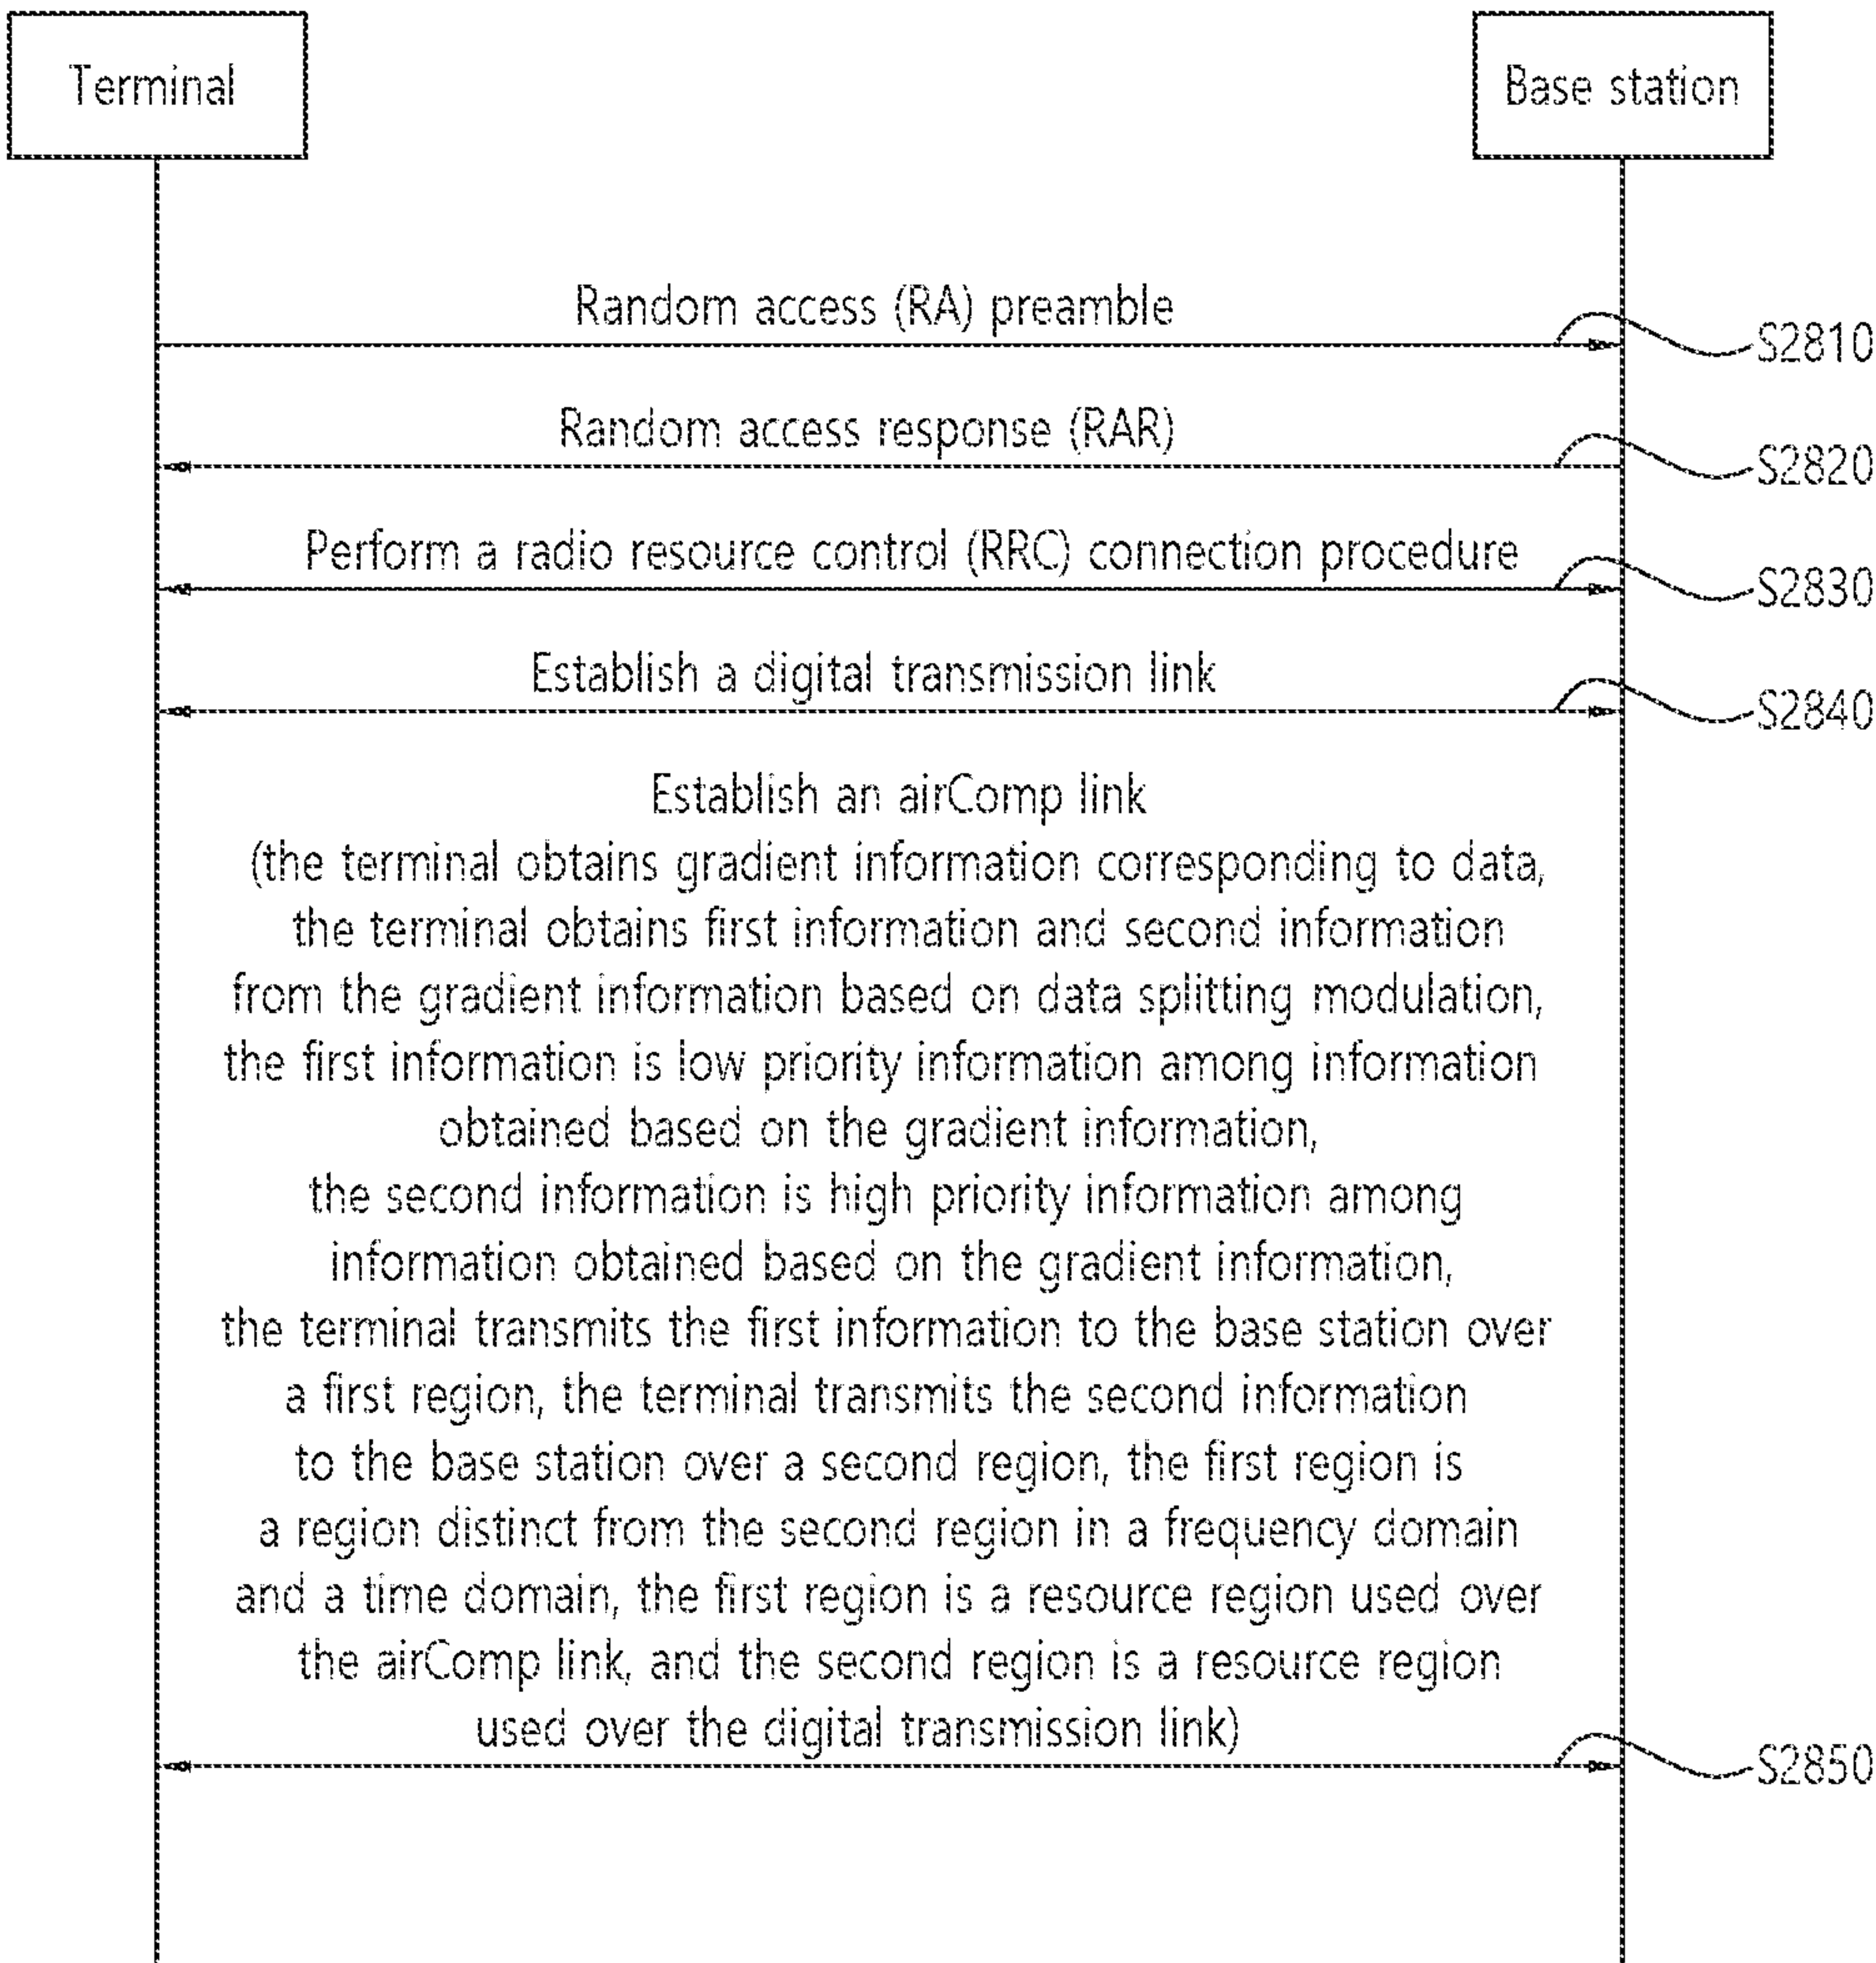 Terminal
Base station
Random access (RA) preamble
S2810
Random access response (RAR)
S2820
Perform a radio resource control (RRC) connection procedure
S2830
Establish a digital transmission link
S2840
Establish an airComp link
(the terminal obtains gradient information corresponding to data,
the terminal obtains first information and second information
from the gradient information based on data splitting modulation,
the first information is low priority information among information
obtained based on the gradient information,
the second information is high priority information among
information obtained based on the gradient information,
the terminal transmits the first information to the base station over
a first region, the terminal transmits the second information
to the base station over a second region, the first region is
a region distinct from the second region in a frequency domain
and a time domain, the first region is a resource region used over
the airComp link, and the second region is a resource region
used over the digital transmission link)
S2850